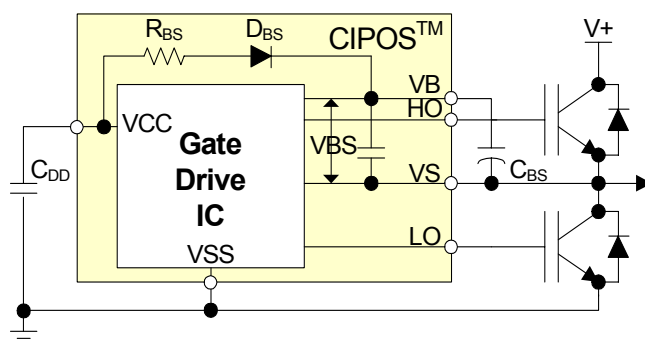 RBS
DBS
CIPOS™
V+
VB
HO
VCC
Gate
Drive
IC
VBS
CDD
VS
CBS
LO
VSS